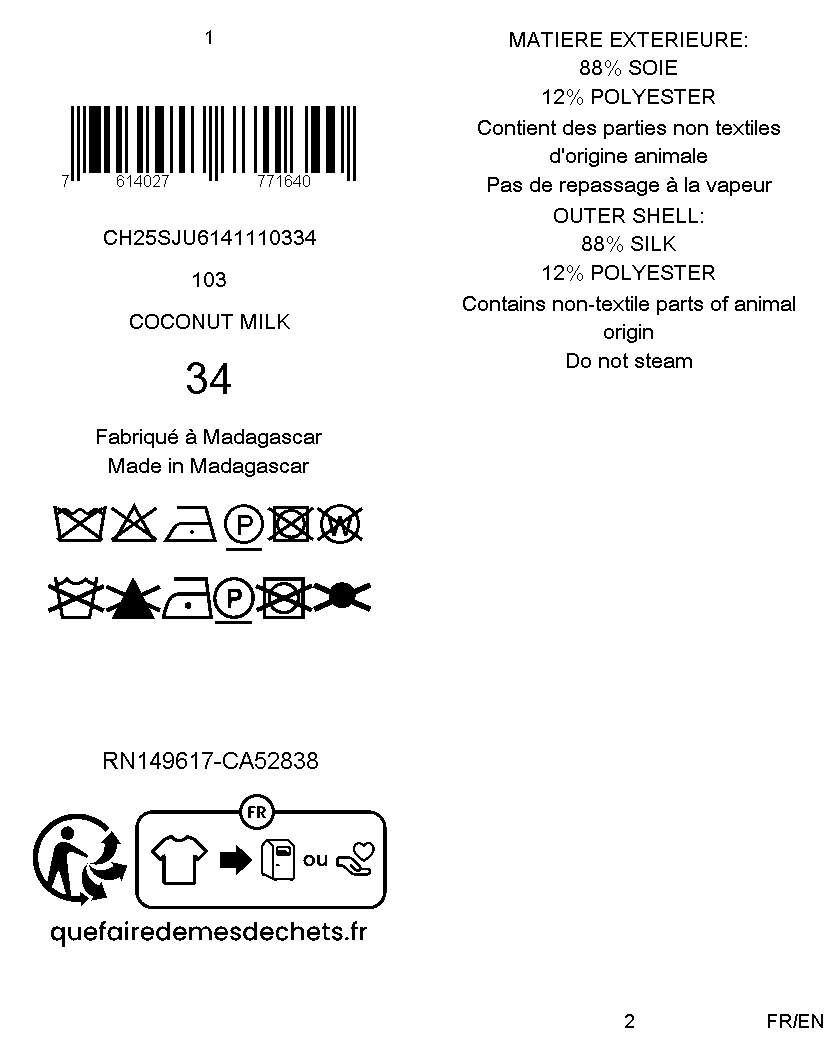 1
7 614027 771640
CH25SJU6141110334
103
COCONUT MILK
34
Fabriqué à Madagascar
Made in Madagascar
P W
P
RN149617-CA52838
FR
ou
quefairedemesdechets.fr
MATIERE EXTERIEURE:
88% SOIE
12% POLYESTER
Contient des parties non textiles
d'origine animale
Pas de repassage à la vapeur
OUTER SHELL:
88% SILK
12% POLYESTER
Contains non-textile parts of animal
origin
Do not steam
2
FR/EN